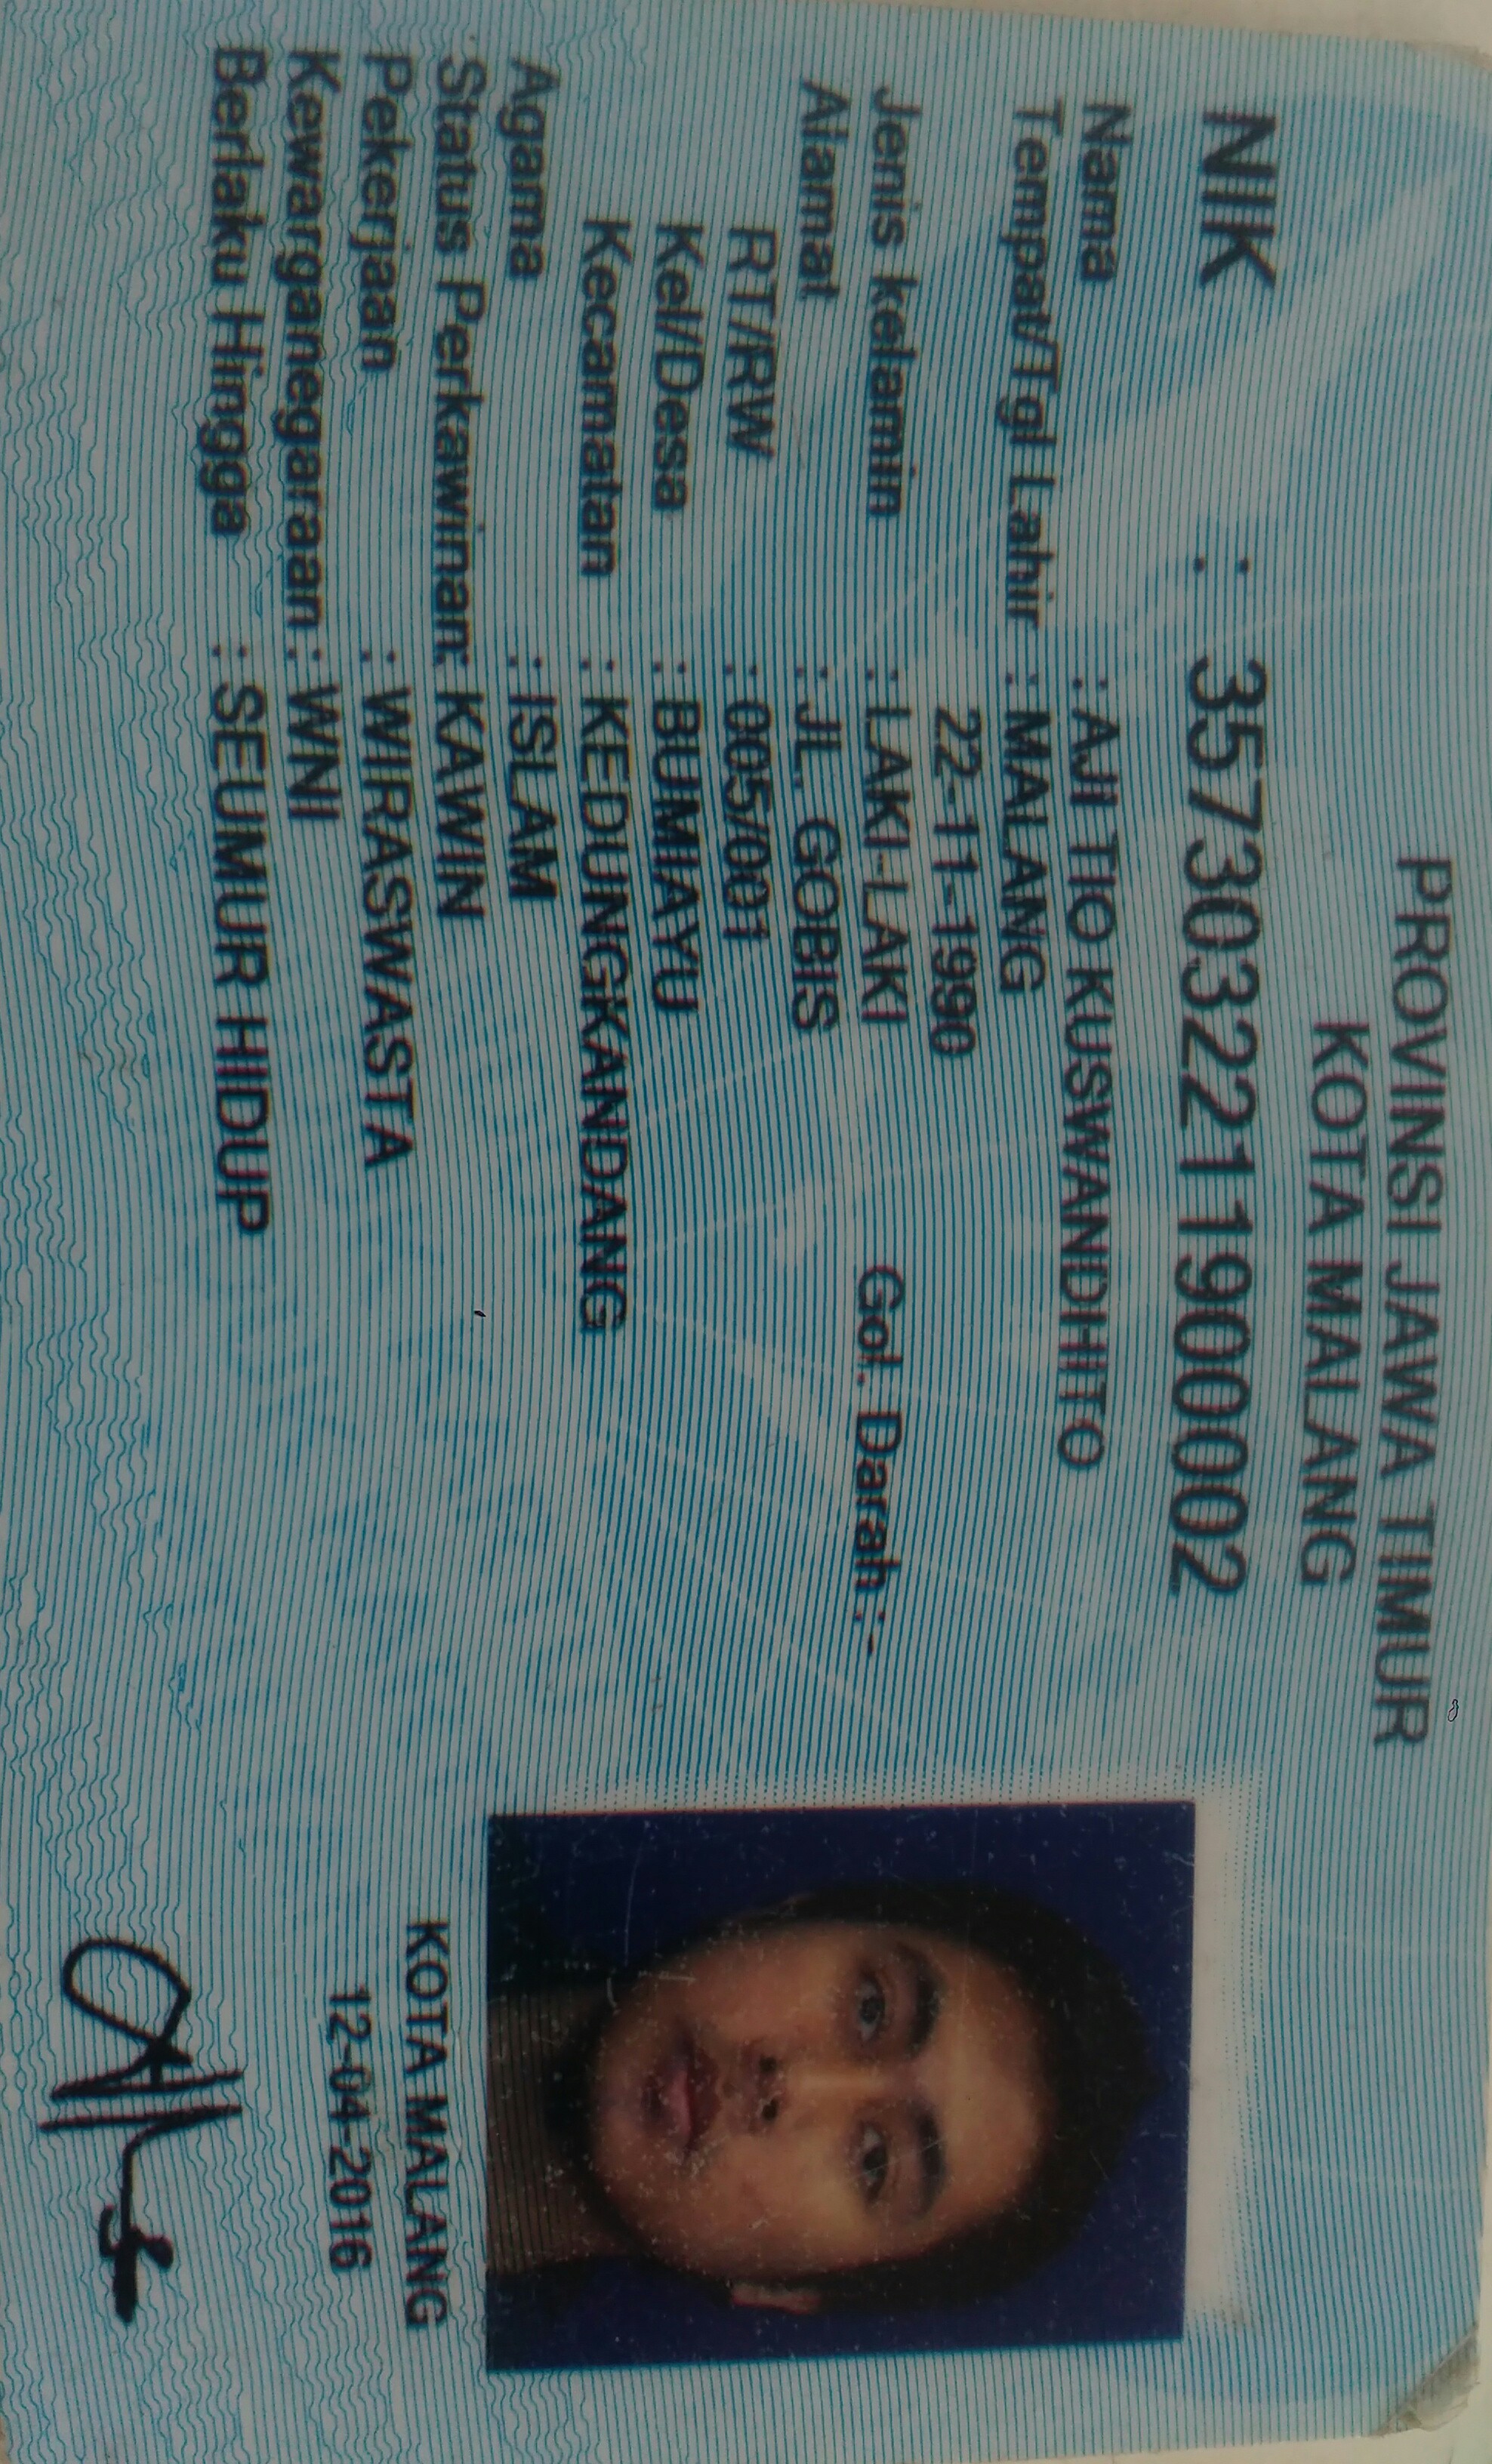 PROVINSI JAWA TIMUR
KOTA MALANG
NIK : 3573032211900002
Nama : AJI TIO KUSWANDHITO
Tempat/Tgl Lahir : MALANG
22-11-1990
Jenis kelamin : LAKI-LAKI Gol. Darah : -
Alamat : JL. GOBIS
RT/RW : 005/001
Kel/Desa : BUMIAYU
Kecamatan : KEDUNGKANDANG
Agama : ISLAM
Status Perkawinan: KAWIN
Pekerjaan : WIRASWASTA
Kewarganegaraan : WNI
Berlaku Hingga : SEUMUR HIDUP
KOTA MALANG
12-04-2016